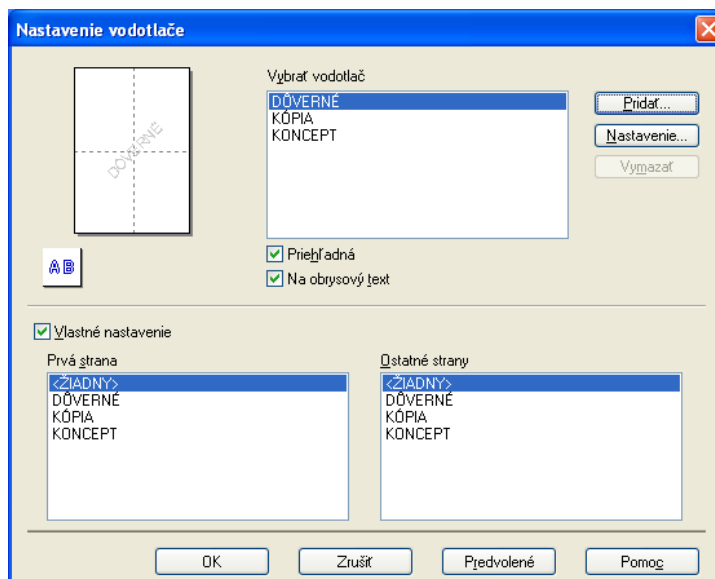 Nastavenie vodotlače
Vybrať vodotlač
DÔVERNÉ
KÓPIA
KONCEPT
Pridať...
Nastavenie...
Vymazať
DÔVERNÉ
AB
Priehľadná
Na obrysový text
Vlastné nastavenie
Prvá strana
<ŽIADNY>
DÔVERNÉ
KÓPIA
KONCEPT
Ostatné strany
<ŽIADNY>
DÔVERNÉ
KÓPIA
KONCEPT
OK
Zrušiť
Predvolené
Pomoc